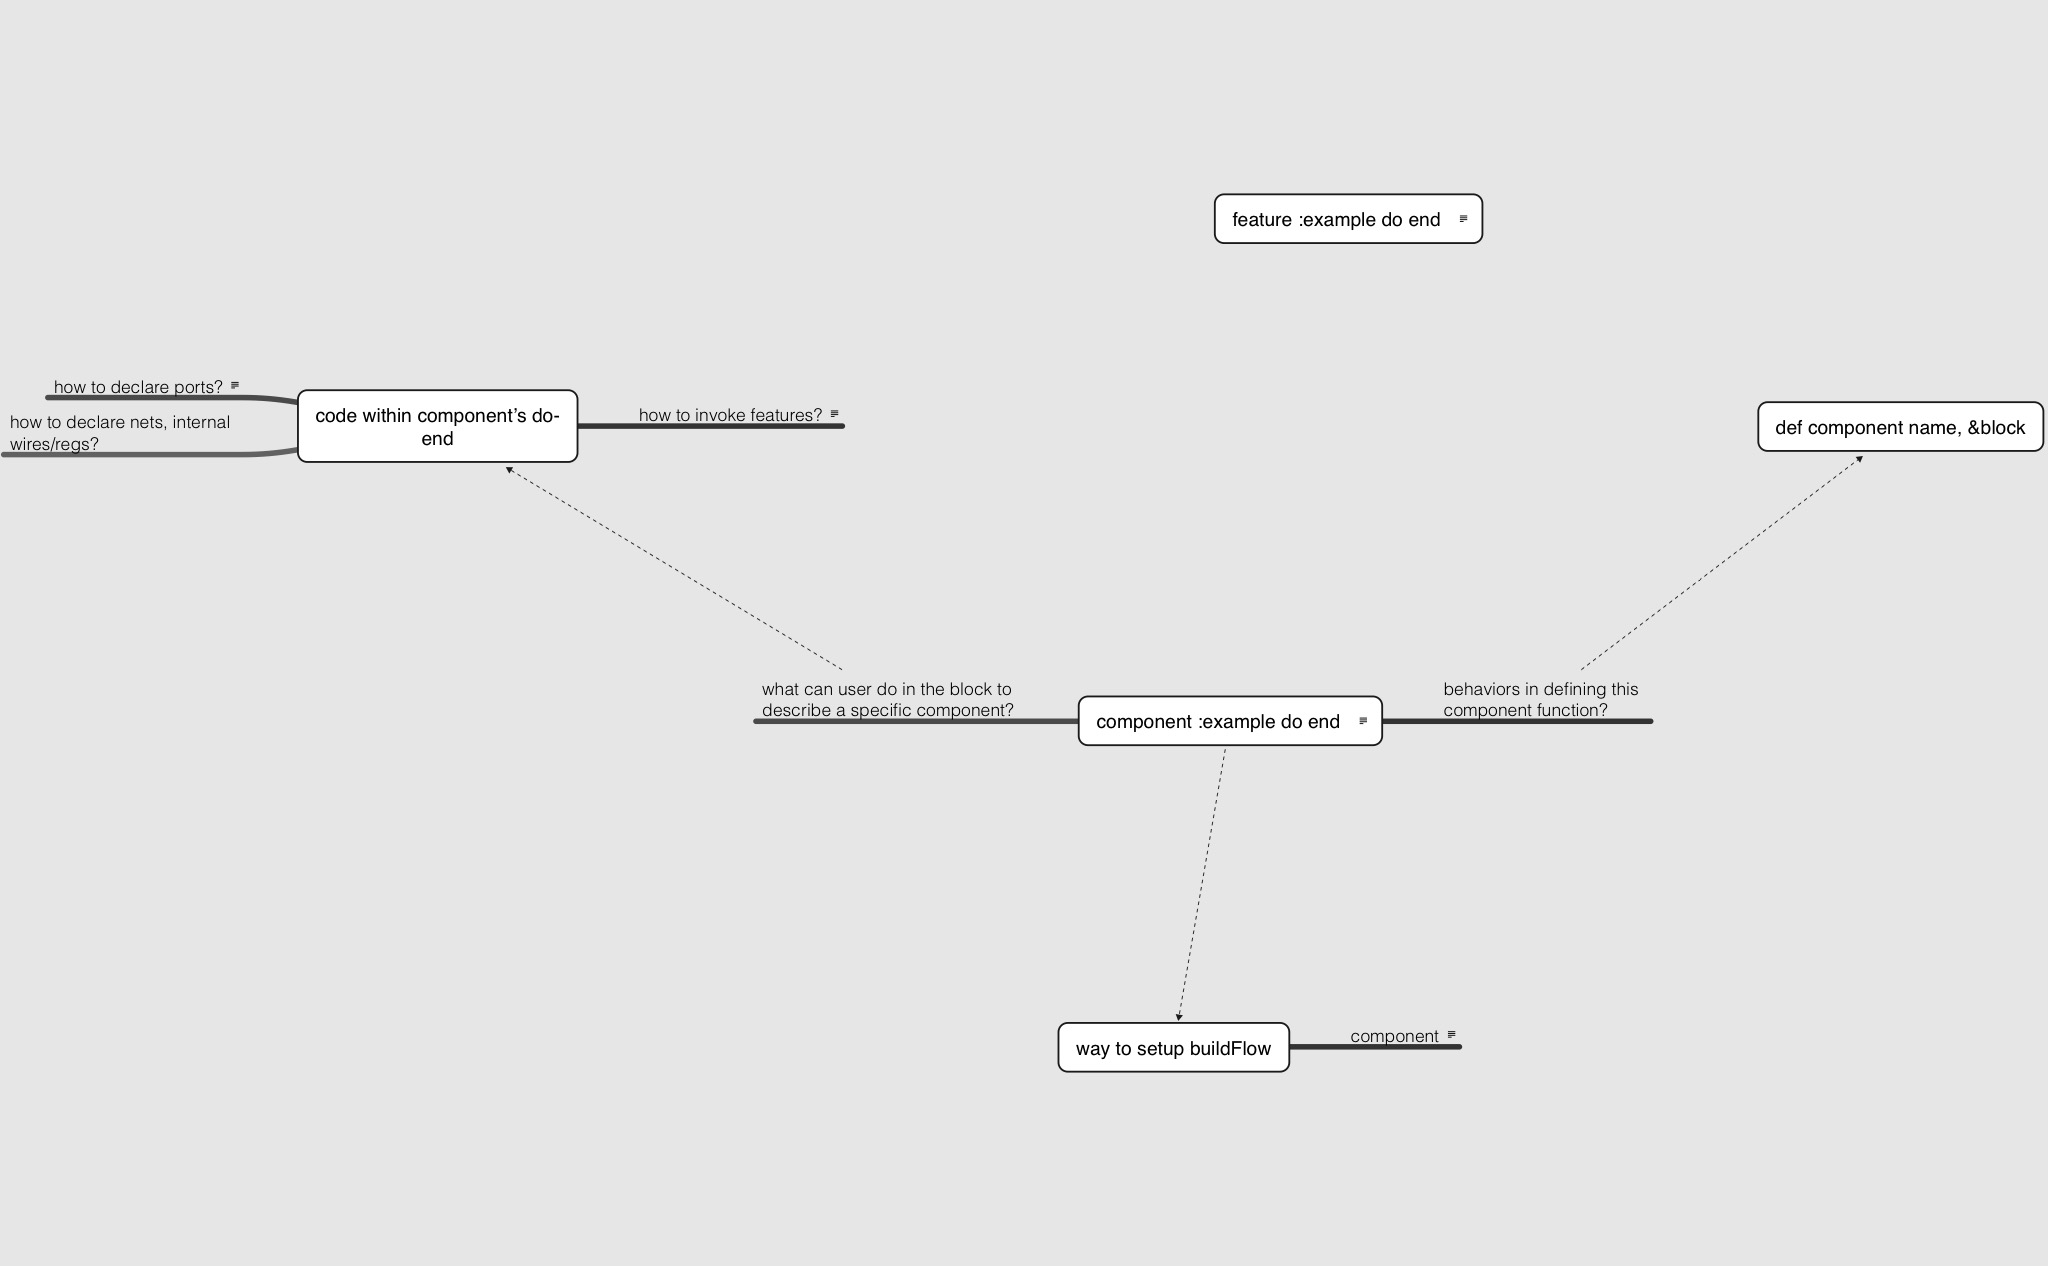 feature :example do end
how to declare ports?
how to declare nets, internal
wires/regs?
code within component’s do-
end
how to invoke features?
def component name, &block
what can user do in the block to
describe a specific component?
component :example do end
behaviors in defining this
component function?
way to setup buildFlow
component